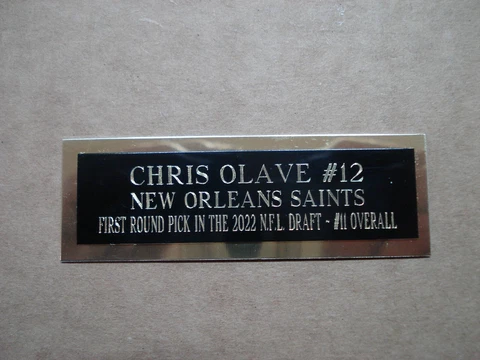 CHRIS OLAVE #12
NEW ORLEANS SAINTS
FIRST ROUND PICK IN THE 2022 N.F.L. DRAFT ~ #11 OVERALL